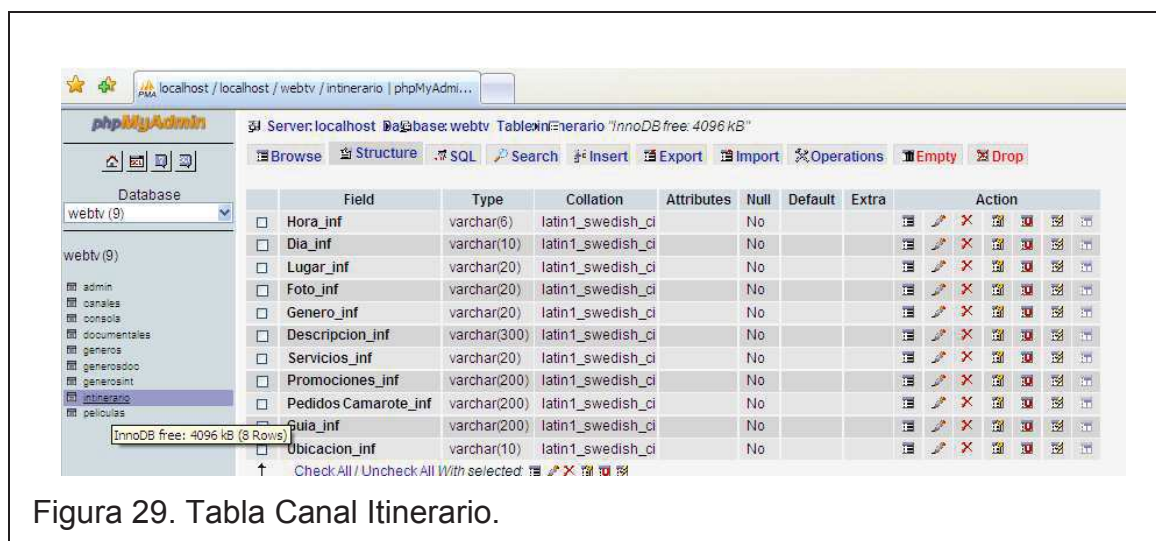 localhost / localhost / webtv / intinerario | phpMyAdmi...
phpMyAdmin
Server: localhost Database: webtv Table: intinerario "InnoDB free: 4096 kB"
Browse Structure SQL Search Insert Export Import Operations Empty Drop
Database
webtv (9)
webtv (9)
admin
canales
consola
documentales
generos
generosdoc
generosint
intinerario
peliculas
InnoDB free: 4096 kB (8 Rows)
Field Type Collation Attributes Null Default Extra Action
Hora_inf varchar(6) latin1_swedish_ci No
Dia_inf varchar(10) latin1_swedish_ci No
Lugar_inf varchar(20) latin1_swedish_ci No
Foto_inf varchar(20) latin1_swedish_ci No
Genero_inf varchar(20) latin1_swedish_ci No
Descripcion_inf varchar(300) latin1_swedish_ci No
Servicios_inf varchar(20) latin1_swedish_ci No
Promociones_inf varchar(200) latin1_swedish_ci No
Pedidos Camarote_inf varchar(200) latin1_swedish_ci No
Guia_inf varchar(200) latin1_swedish_ci No
Ubicacion_inf varchar(10) latin1_swedish_ci No
Check All / Uncheck All With selected:
Figura 29. Tabla Canal Itinerario.